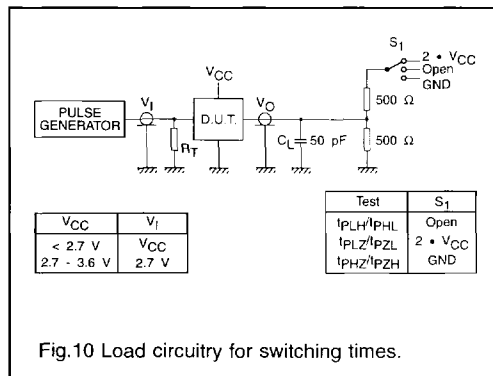 S1
2 • VCC
Open
GND
VCC
500 Ω
PULSE
GENERATOR
VI
D.U.T.
VO
RT
CL
50 pF
500 Ω
VCC VI
< 2.7 V VCC
2.7 - 3.6 V 2.7 V
Test S1
tPLH/tPHL Open
tPLZ/tPZL 2 • VCC
tPHZ/tPZH GND
Fig.10 Load circuitry for switching times.